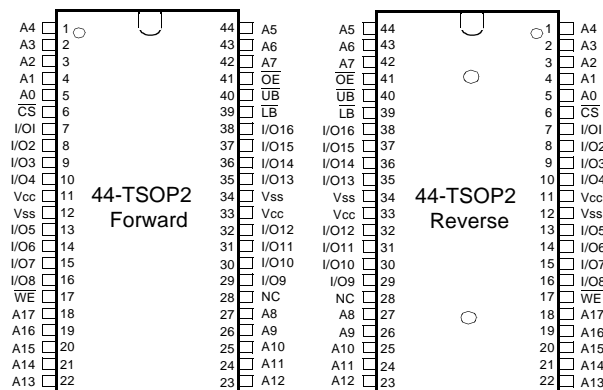 A4 1 44 A5 A5 44 1 A4
A3 2 43 A6 A6 43 2 A3
A2 3 42 A7 A7 42 3 A2
A1 4 41 OE OE 41 4 A1
A0 5 40 UB UB 40 5 A0
CS 6 39 LB LB 39 6 CS
I/OI 7 38 I/O16 I/O16 38 7 I/OI
I/O2 8 37 I/O15 I/O15 37 8 I/O2
I/O3 9 36 I/O14 I/O14 36 9 I/O3
I/O4 10 35 I/O13 I/O13 35 10 I/O4
Vcc 11 44-TSOP2 34 Vss Vss 34 44-TSOP2 11 Vcc
Vss 12 Forward 33 Vcc Vcc 33 Reverse 12 Vss
I/O5 13 32 I/O12 I/O12 32 13 I/O5
I/O6 14 31 I/O11 I/O11 31 14 I/O6
I/O7 15 30 I/O10 I/O10 30 15 I/O7
I/O8 16 29 I/O9 I/O9 29 16 I/O8
WE 17 28 NC NC 28 17 WE
A17 18 27 A8 A8 27 18 A17
A16 19 26 A9 A9 26 19 A16
A15 20 25 A10 A10 25 20 A15
A14 21 24 A11 A11 24 21 A14
A13 22 23 A12 A12 23 22 A13